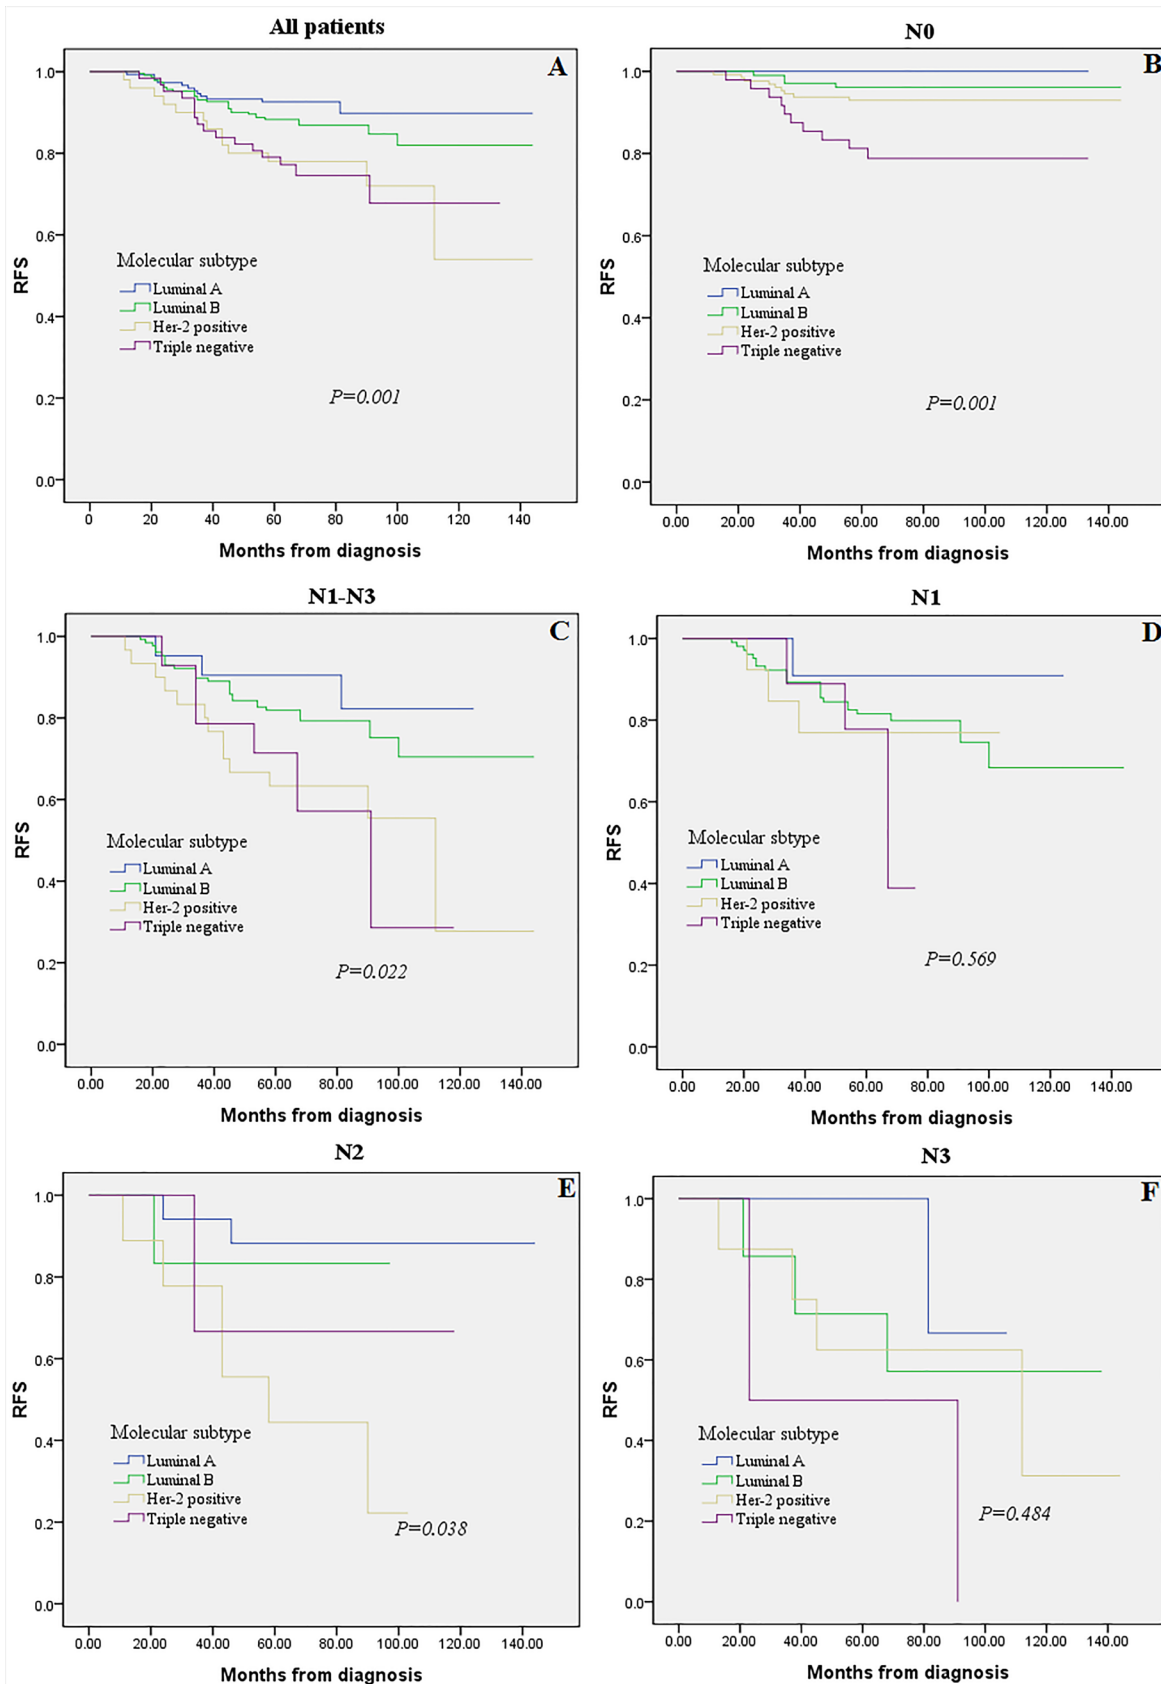 All patients
A
RFS
1.0
0.8
0.6
0.4
0.2
0.0
Molecular subtype
Luminal A
Luminal B
Her-2 positive
Triple negative
P=0.001
0 20 40 60 80 100 120 140
Months from diagnosis
N0
B
RFS
1.0
0.8
0.6
0.4
0.2
0.0
Molecular subtype
Luminal A
Luminal B
Her-2 positive
Triple negative
P=0.001
0.00 20.00 40.00 60.00 80.00 100.00 120.00 140.00
Months from diagnosis
N1-N3
C
RFS
1.0
0.8
0.6
0.4
0.2
0.0
Molecular subtype
Luminal A
Luminal B
Her-2 positive
Triple negative
P=0.022
0.00 20.00 40.00 60.00 80.00 100.00 120.00 140.00
Months from diagnosis
N1
D
RFS
1.0
0.8
0.6
0.4
0.2
0.0
Molecular sbtype
Luminal A
Luminal B
Her-2 positive
Triple negative
P=0.569
0.00 20.00 40.00 60.00 80.00 100.00 120.00 140.00
Months from diagnosis
N2
E
RFS
1.0
0.8
0.6
0.4
0.2
0.0
Molecular subtype
Luminal A
Luminal B
Her-2 positive
Triple negative
P=0.038
0.00 20.00 40.00 60.00 80.00 100.00 120.00 140.00
Months from diagnosis
N3
F
RFS
1.0
0.8
0.6
0.4
0.2
0.0
Molecular subtype
Luminal A
Luminal B
Her-2 positive
Triple negative
P=0.484
0.00 20.00 40.00 60.00 80.00 100.00 120.00 140.00
Months from diagnosis